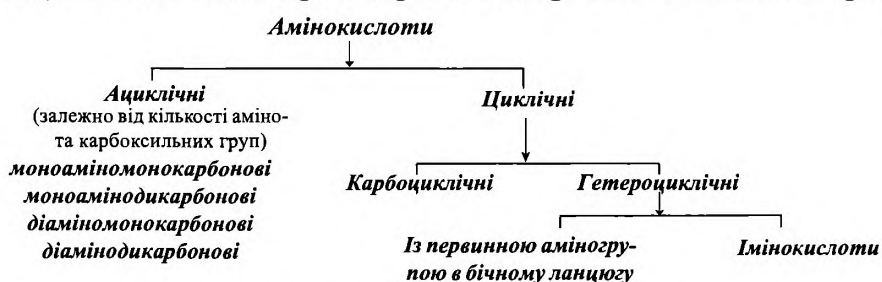 Амінокислоти
Ациклічні
(залежно від кількості аміно-
та карбоксильних груп)
моноаміномонокарбонові
моноамінодикарбонові
діаміномонокарбонові
діамінодикарбонові
Циклічні
Карбоциклічні
Гетероциклічні
Із первинною аміногру-
пою в бічному ланцюгу
Імінокислоти